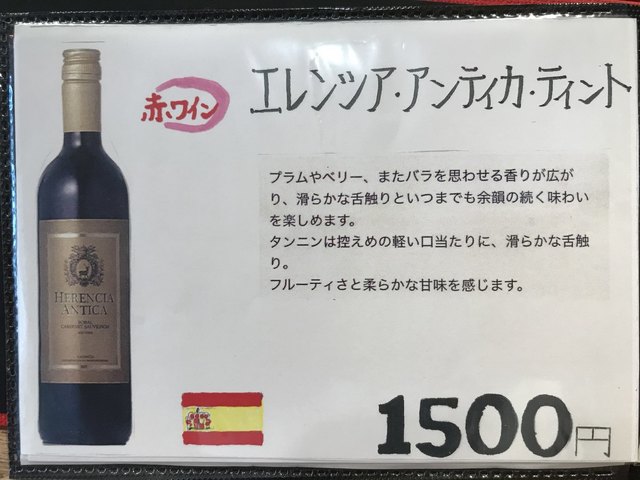 赤ワイン
エレンシア・アンティカ・ティント
プラムやベリー、またバラを思わせる香りが広が
り、滑らかな舌触りといつまでも余韻の続く味わい
を楽しめます。
タンニンは控えめの軽い口当たりに、滑らかな舌触
り。
フルーティさと柔らかな甘味を感じます。
HERENCIA
ANTICA
BOBAL
CABERNET SAUVIGNON
VALENCIA
1500円